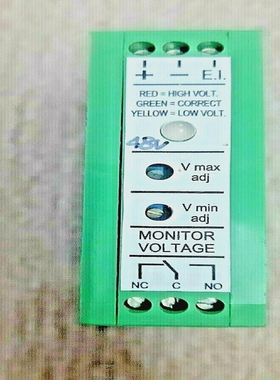 + − E.I.
RED = HIGH VOLT.
GREEN = CORRECT
YELLOW = LOW VOLT.
48V
V max
adj
V min
adj
MONITOR
VOLTAGE
NC C NO